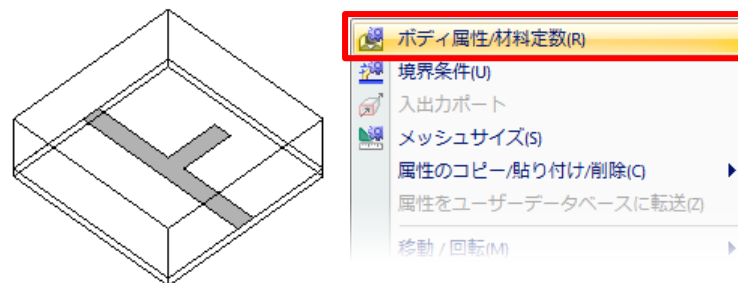 ボディ属性/材料定数(R)
境界条件(U)
入出力ポート
メッシュサイズ(S)
属性のコピー/貼り付け/削除(C)
属性をユーザーデータベースに転送(Z)
移動 / 回転(M)